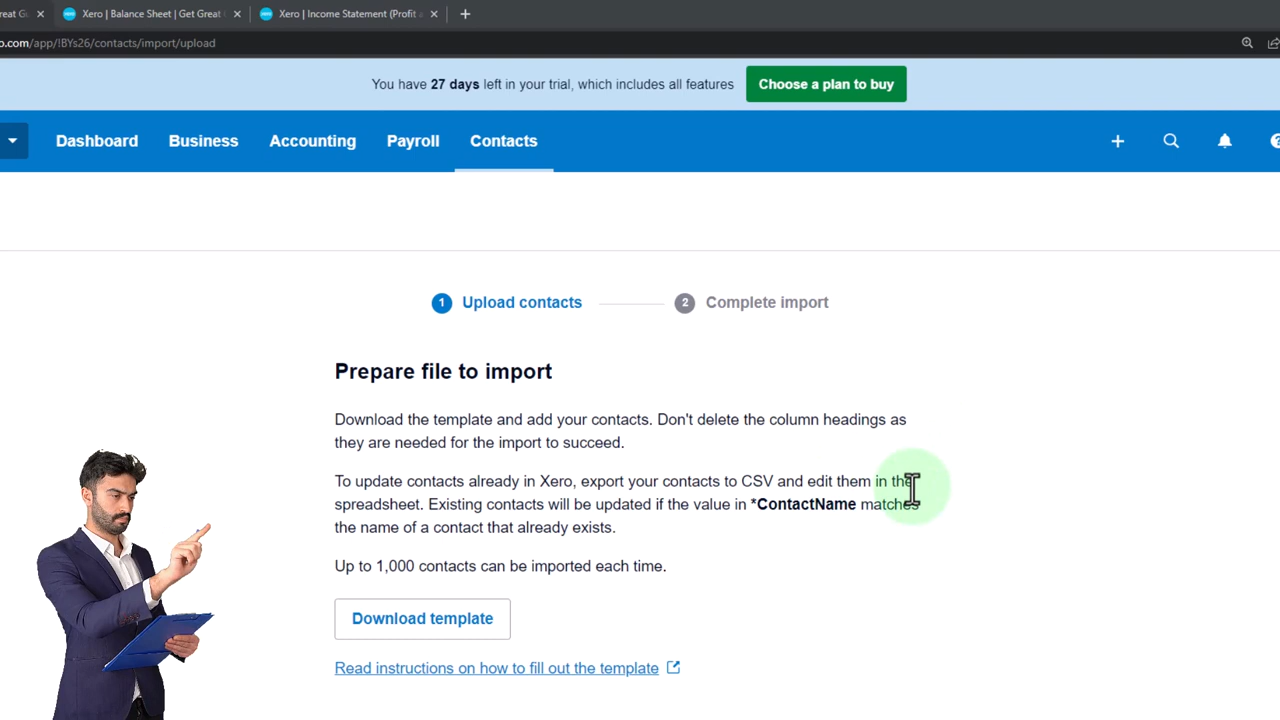 Xero | Balance Sheet | Get Great
Xero | Income Statement (Profit
o.com/app/!BYs26/contacts/import/upload
You have 27 days left in your trial, which includes all features
Choose a plan to buy
Dashboard
Business
Accounting
Payroll
Contacts
1 Upload contacts
2 Complete import
Prepare file to import
Download the template and add your contacts. Don't delete the column headings as
they are needed for the import to succeed.
To update contacts already in Xero, export your contacts to CSV and edit them in the
spreadsheet. Existing contacts will be updated if the value in *ContactName matches
the name of a contact that already exists.
Up to 1,000 contacts can be imported each time.
Download template
Read instructions on how to fill out the template